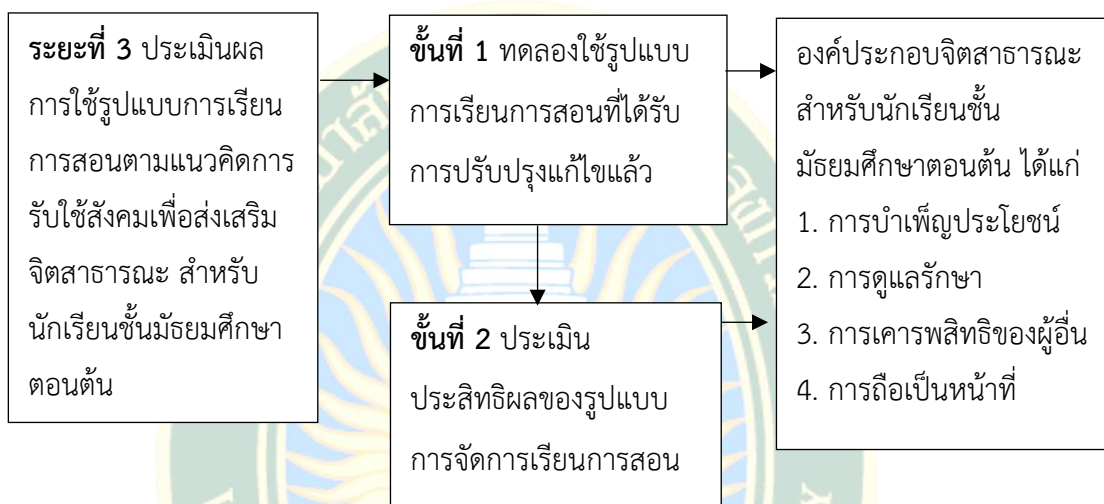 ระยะที่ 3 ประเมินผล
การใช้รูปแบบการเรียน
การสอนตามแนวคิดการ
รับใช้สังคมเพื่อส่งเสริม
จิตสาธารณะ สำหรับ
นักเรียนชั้นมัธยมศึกษา
ตอนต้น
ขั้นที่ 1 ทดลองใช้รูปแบบ
การเรียนการสอนที่ได้รับ
การปรับปรุงแก้ไขแล้ว
ขั้นที่ 2 ประเมิน
ประสิทธิผลของรูปแบบ
การจัดการเรียนการสอน
องค์ประกอบจิตสาธารณะ
สำหรับนักเรียนชั้น
มัธยมศึกษาตอนต้น ได้แก่
1. การบำเพ็ญประโยชน์
2. การดูแลรักษา
3. การเคารพสิทธิของผู้อื่น
4. การถือเป็นหน้าที่